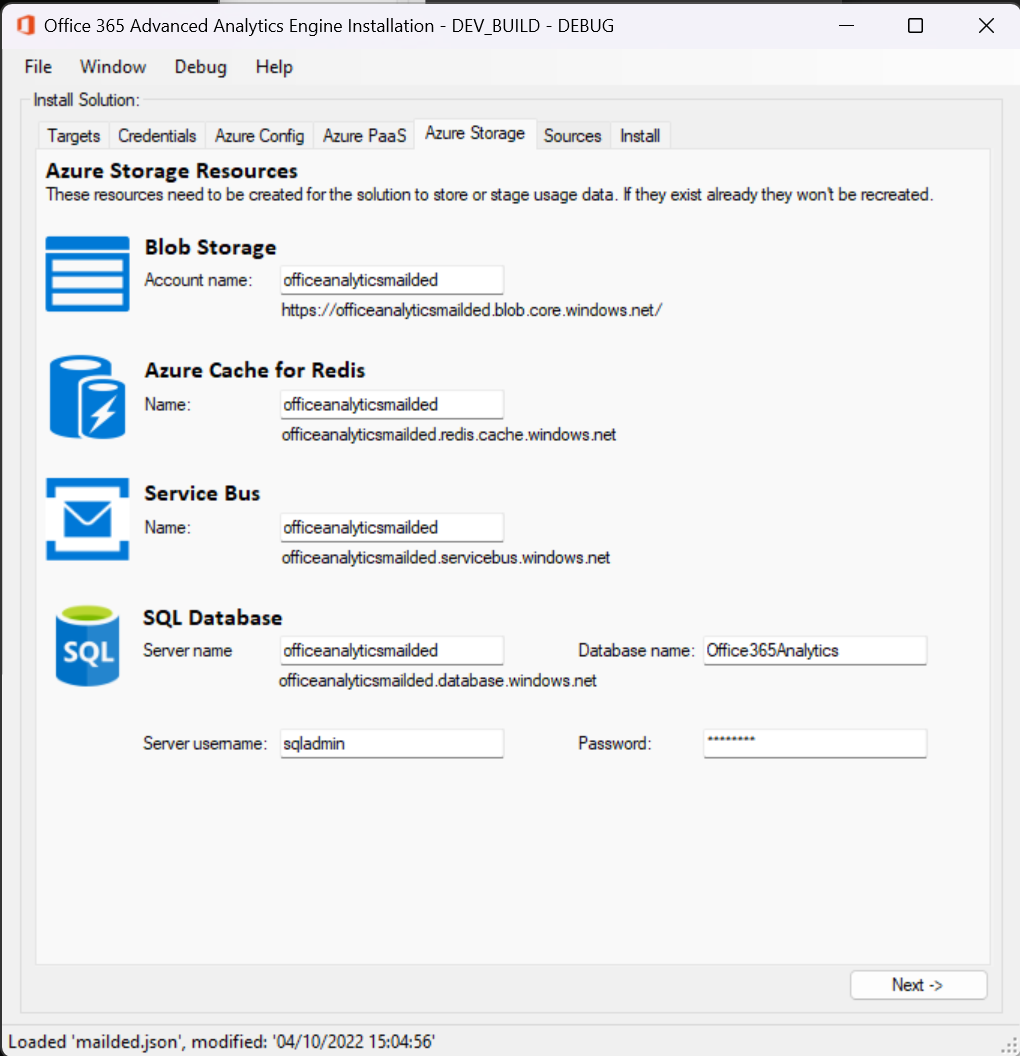 Office 365 Advanced Analytics Engine Installation - DEV_BUILD - DEBUG
File Window Debug Help
Install Solution:
Targets Credentials Azure Config Azure PaaS Azure Storage Sources Install
Azure Storage Resources
These resources need to be created for the solution to store or stage usage data. If they exist already they won't be recreated.
Blob Storage
Account name: officeanalyticsmailded
https://officeanalyticsmailded.blob.core.windows.net/
Azure Cache for Redis
Name: officeanalyticsmailded
officeanalyticsmailded.redis.cache.windows.net
Service Bus
Name: officeanalyticsmailded
officeanalyticsmailded.servicebus.windows.net
SQL
SQL Database
Server name officeanalyticsmailded Database name: Office365Analytics
officeanalyticsmailded.database.windows.net
Server username: sqladmin Password: ********
Next ->
Loaded 'mailded.json', modified: '04/10/2022 15:04:56'